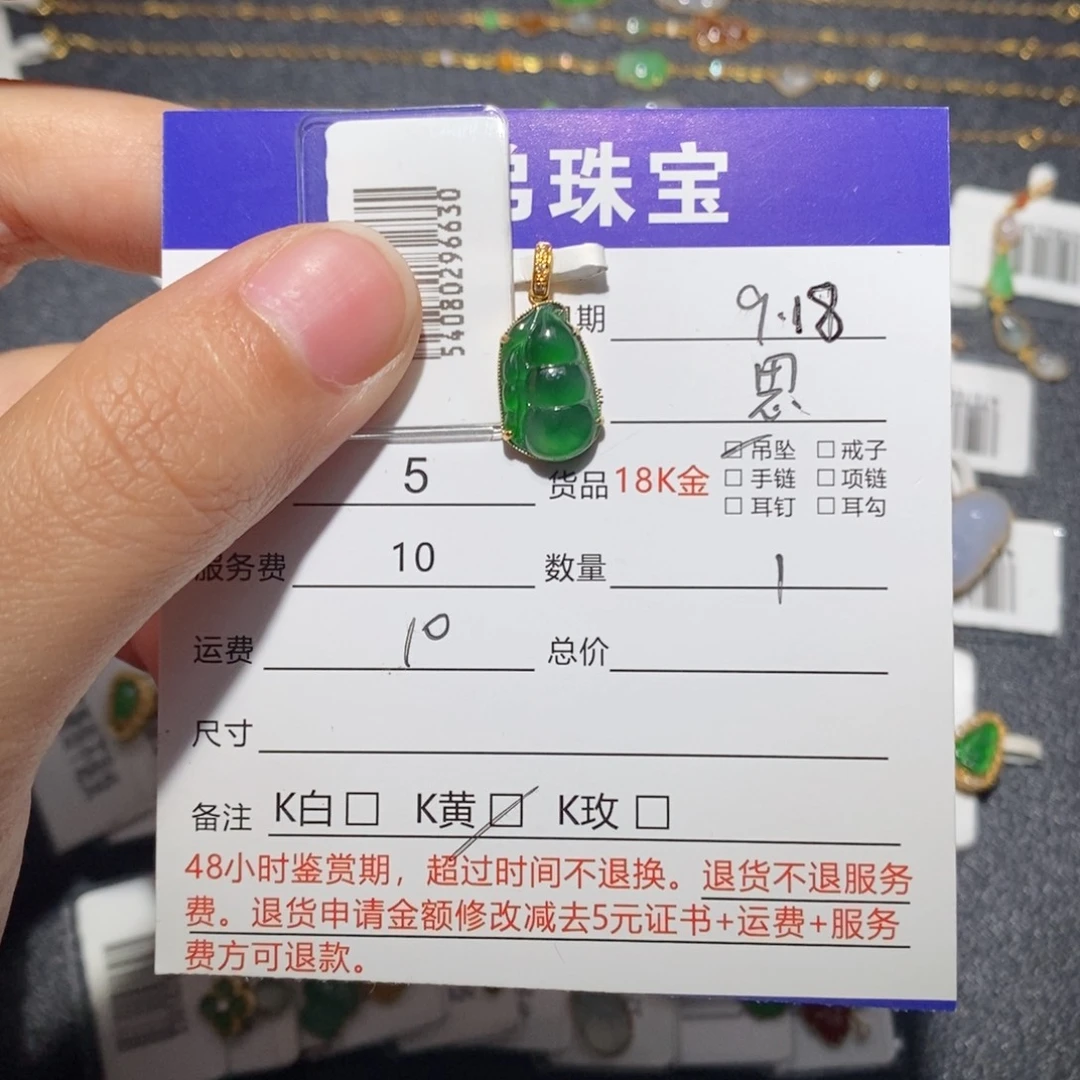 珠宝
54080296630
期 9.18
思
5 货品 18K金 吊坠 戒子
手链 项链
耳钉 耳勾
服务费 10 数量 1
运费 10 总价
尺寸
备注 K白 K黄 K玫
48小时鉴赏期，超过时间不退换。退货不退服务
费。退货申请金额修改减去5元证书+运费+服务
费方可退款。